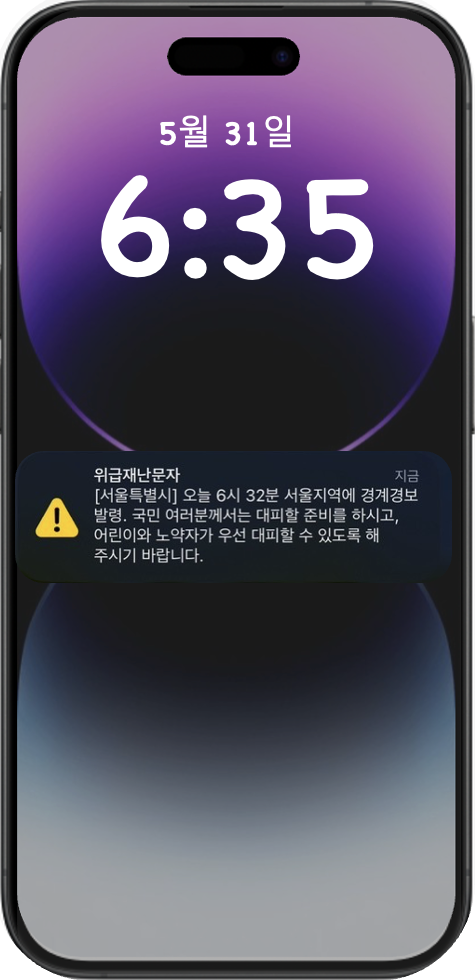 5월 31일
6:35
위급재난문자 지금
[서울특별시] 오늘 6시 32분 서울지역에 경계경보
발령. 국민 여러분께서는 대피할 준비를 하시고,
어린이와 노약자가 우선 대피할 수 있도록 해
주시기 바랍니다.